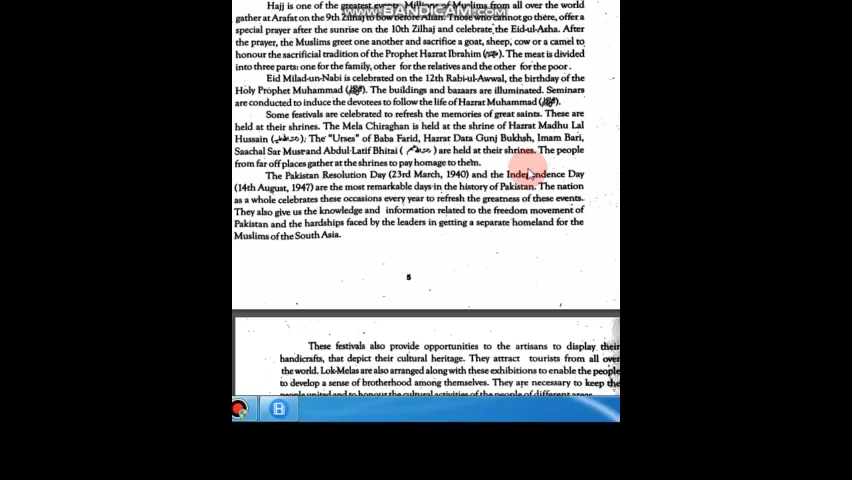 WWW.BANDICAM.COM
Hajj is one of the greatest events. Millions of Muslims from all over the world
gather at Arafat on the 9th Zilhaj to bow before Allah. Those who cannot go there, offer a
special prayer after the sunrise on the 10th Zilhaj and celebrate the Eid-ul-Azha. After
the prayer, the Muslims greet one another and sacrifice a goat, sheep, cow or a camel to
honour the sacrificial tradition of the Prophet Hazrat Ibrahim ( ). The meat is divided
into three parts: one for the family, other for the relatives and the other for the poor.
Eid Milad-un-Nabi is celebrated on the 12th Rabi-ul-Awwal, the birthday of the
Holy Prophet Muhammad (ﷺ). The buildings and bazaars are illuminated. Seminars
are conducted to induce the devotees to follow the life of Hazrat Muhammad (ﷺ).
Some festivals are celebrated to refresh the memories of great saints. These are
held at their shrines. The Mela Chiraghan is held at the shrine of Hazrat Madhu Lal
Hussain ( ). The "Urses" of Baba Farid, Hazrat Data Gunj Bukhsh, Imam Bari,
Saachal Sar Must and Abdul Latif Bhitai ( ) are held at their shrines. The people
from far off places gather at the shrines to pay homage to them.
The Pakistan Resolution Day (23rd March, 1940) and the Independence Day
(14th August, 1947) are the most remarkable days in the history of Pakistan. The nation
as a whole celebrates these occasions every year to refresh the greatness of these events.
They also give us the knowledge and information related to the freedom movement of
Pakistan and the hardships faced by the leaders in getting a separate homeland for the
Muslims of the South Asia.
5
These festivals also provide opportunities to the artisans to display their
handicrafts, that depict their cultural heritage. They attract tourists from all over
the world. Lok-Melas are also arranged along with these exhibitions to enable the people
to develop a sense of brotherhood among themselves. They are necessary to keep the
people united and to honour the cultural activities of the people of different areas.